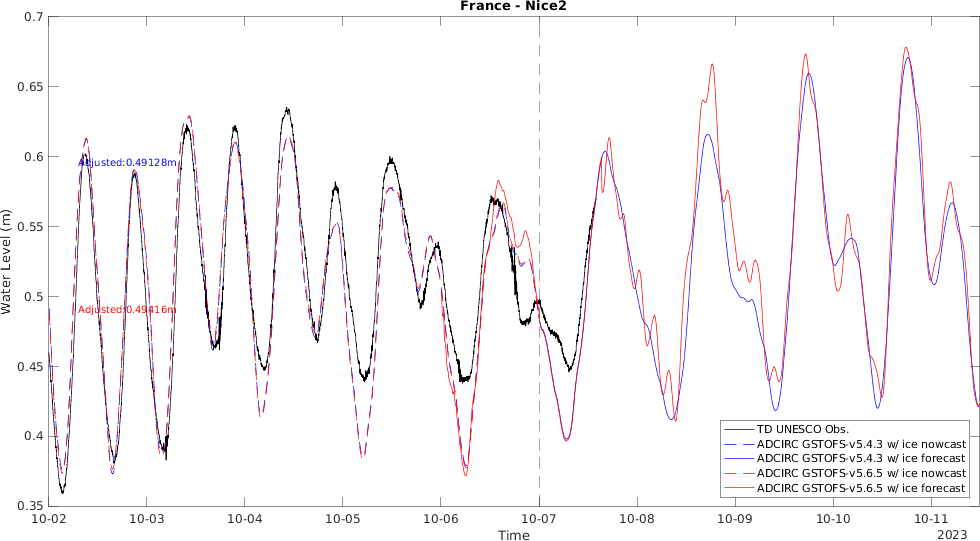 France - Nice2
0.7
0.65
0.6
0.55
0.5
0.45
0.4
0.35
Water Level (m)
Adjusted:0.49128m
Adjusted:0.49416m
TD UNESCO Obs.
ADCIRC GSTOFS-v5.4.3 w/ ice nowcast
ADCIRC GSTOFS-v5.4.3 w/ ice forecast
ADCIRC GSTOFS-v5.6.5 w/ ice nowcast
ADCIRC GSTOFS-v5.6.5 w/ ice forecast
10-02 10-03 10-04 10-05 10-06 10-07 10-08 10-09 10-10 10-11
Time
2023